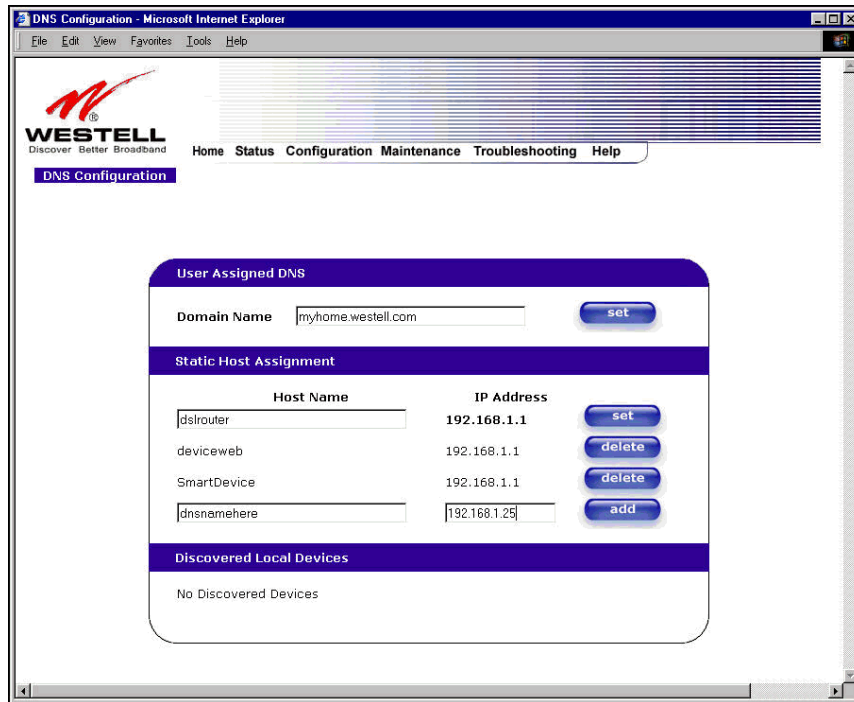 DNS Configuration - Microsoft Internet Explorer
File Edit View Favorites Tools Help
WESTELL
Discover Better Broadband
Home Status Configuration Maintenance Troubleshooting Help
DNS Configuration
User Assigned DNS
Domain Name myhome.westell.com set
Static Host Assignment
Host Name IP Address
dslrouter 192.168.1.1 set
deviceweb 192.168.1.1 delete
SmartDevice 192.168.1.1 delete
dnsnamehere 192.168.1.25 add
Discovered Local Devices
No Discovered Devices